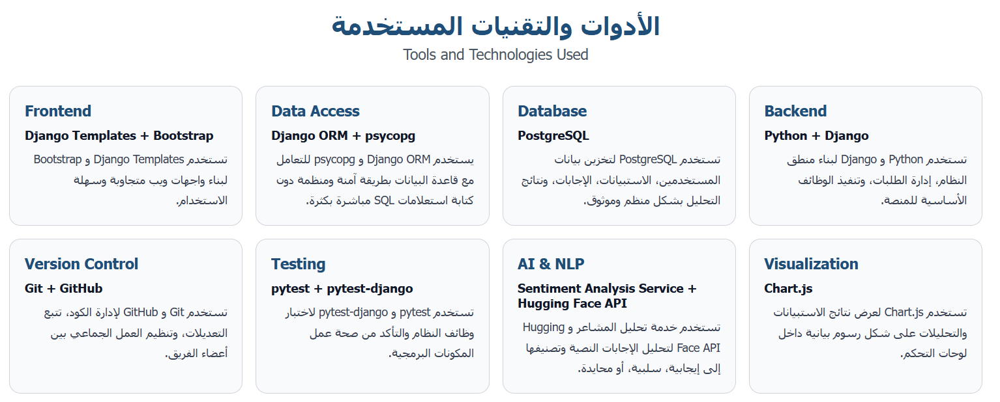 الأدوات والتقنيات المستخدمة
Tools and Technologies Used
Backend
Python + Django
تستخدم Python و Django لبناء منطق
النظام، إدارة الطلبات، وتنفيذ الوظائف
الأساسية للمنصة.
Database
PostgreSQL
تستخدم PostgreSQL لتخزين بيانات
المستخدمين، الاستبيانات، الإجابات، ونتائج
التحليل بشكل منظم وموثوق.
Data Access
Django ORM + psycopg
يستخدم Django ORM و psycopg للتعامل
مع قاعدة البيانات بطريقة آمنة ومنظمة دون
كتابة استعلامات SQL مباشرة بكثرة.
Frontend
Django Templates + Bootstrap
تستخدم Django Templates و Bootstrap
لبناء واجهات ويب متجاوبة وسهلة
الاستخدام.
Visualization
Chart.js
تستخدم Chart.js لعرض نتائج الاستبيانات
والتحليلات على شكل رسوم بيانية داخل
لوحات التحكم.
AI & NLP
Sentiment Analysis Service +
Hugging Face API
تستخدم خدمة تحليل المشاعر و Hugging
Face API لتحليل الإجابات النصية وتصنيفها
إلى إيجابية، سلبية، أو محايدة.
Testing
pytest + pytest-django
تستخدم pytest و pytest-django لاختبار
وظائف النظام والتأكد من صحة عمل
المكونات البرمجية.
Version Control
Git + GitHub
تستخدم Git و GitHub لإدارة الكود، تتبع
التعديلات، وتنظيم العمل الجماعي بين
أعضاء الفريق.